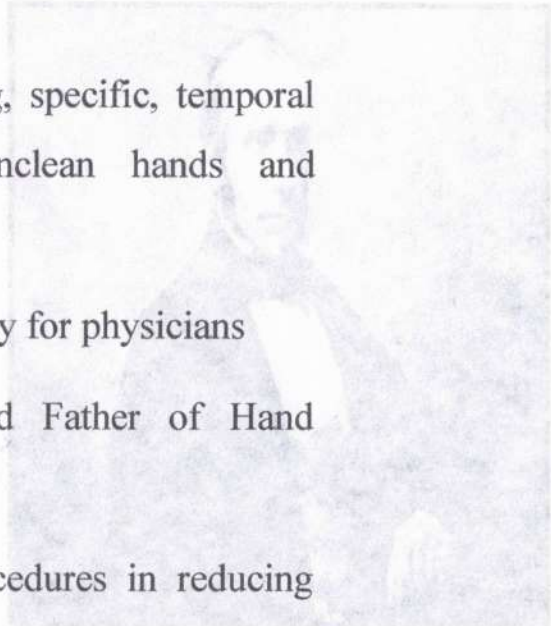 , specific, temporal
nclean hands and
y for physicians
d Father of Hand
cedures in reducing